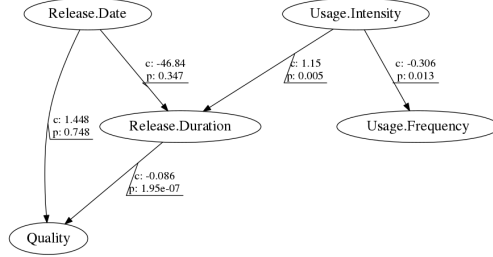 Release.Date
Usage.Intensity
c: -46.84
p: 0.347
c: 1.15
p: 0.005
c: -0.306
p: 0.013
c: 1.448
p: 0.748
Release.Duration
Usage.Frequency
c: -0.086
p: 1.95e-07
Quality